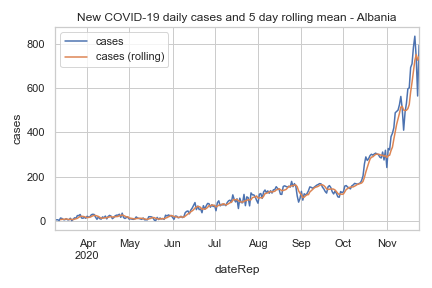 New COVID-19 daily cases and 5 day rolling mean - Albania
cases
cases (rolling)
cases
800
600
400
200
0
Apr May Jun Jul Aug Sep Oct Nov
2020
dateRep